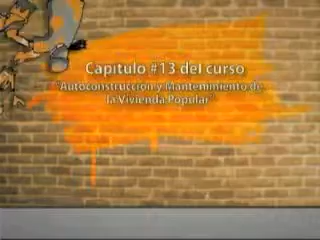 Capítulo #13 del curso
"Autoconstrucción y Mantenimiento de
la Vivienda Popular"